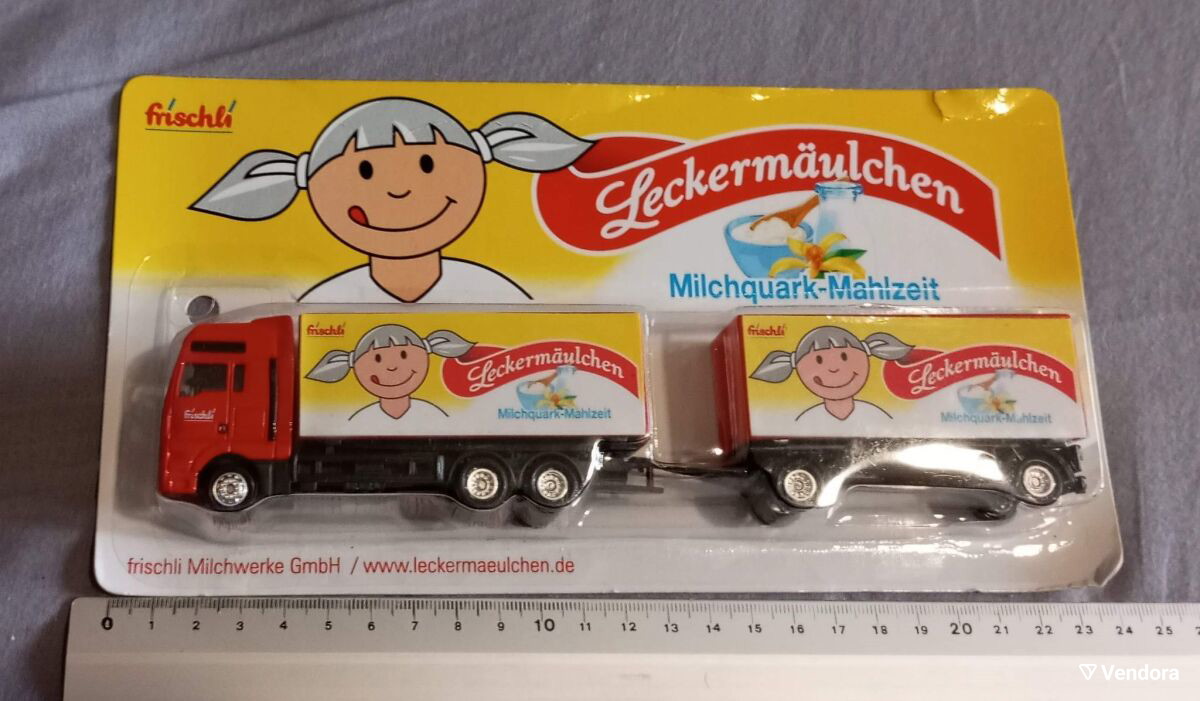 frischli
Leckermäulchen
Milchquark-Mahlzeit
frischli
Leckermäulchen
Milchquark-Mahlzeit
frischli
frischli
Leckermäulchen
Milchquark-Mahlzeit
frischli Milchwerke GmbH / www.leckermaeulchen.de
0 1 2 3 4 5 6 7 8 9 10 11 12 13 14 15 16 17 18 19 20 21 22 23 24 25
Vendora